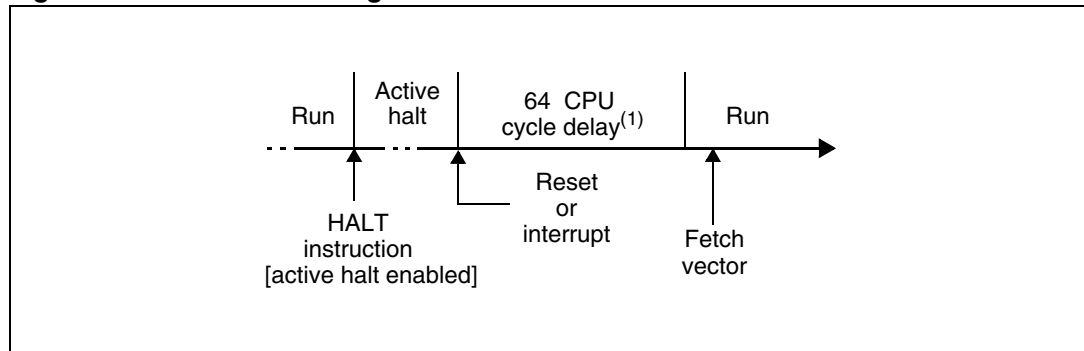 Run
Active
halt
64 CPU
cycle delay(1)
Run
HALT
instruction
[active halt enabled]
Reset
or
interrupt
Fetch
vector